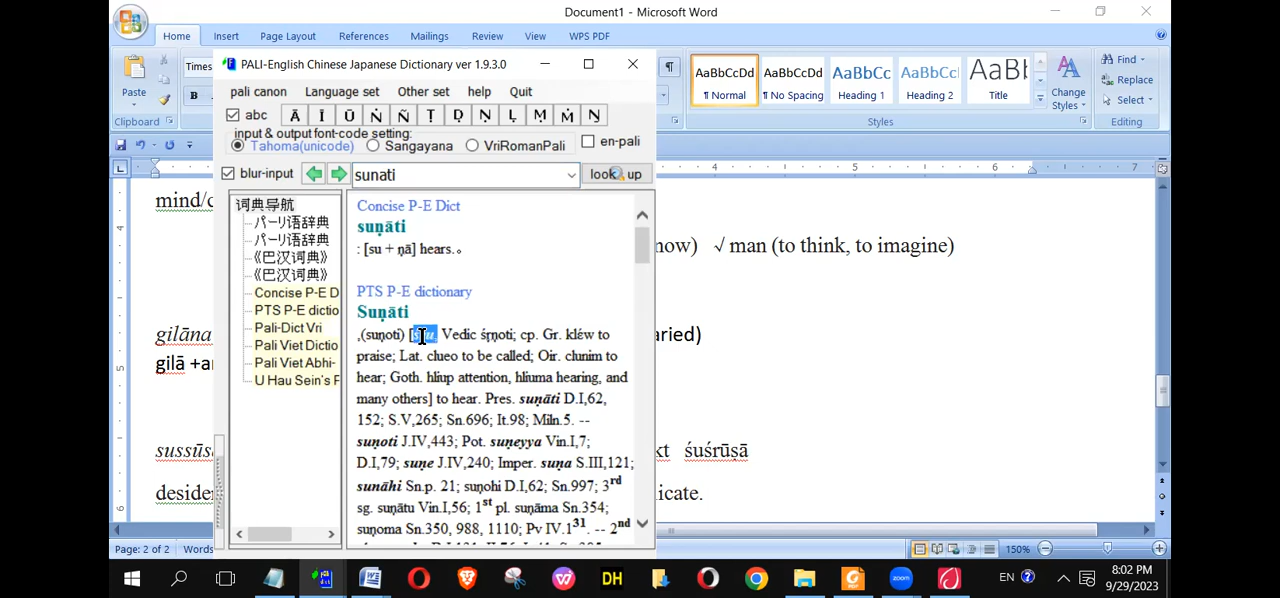 Document1 - Microsoft Word
Home Insert Page Layout References Mailings Review View WPS PDF
Paste
Clipboard
Times
B
AaBbCcDd AaBbCcDd AaBbCc AaBbCc AaBb
¶ Normal ¶ No Spacing Heading 1 Heading 2 Title
Change
Styles
Styles
Find
Replace
Select
Editing
PALI-English Chinese Japanese Dictionary ver 1.9.3.0
pali canon Language set Other set help Quit
abc Ā Ī Ū Ṅ Ñ Ṭ Ḍ Ṇ Ḷ Ṃ Ṁ Ŋ
input & output font-code setting:
Tahoma(unicode) Sangayana VriRomanPali en-pali
blur-input sunati look up
词典导航
パーリ语辞典
パーリ语辞典
《巴汉词典》
《巴汉词典》
Concise P-E D
PTS P-E dictio
Pali-Dict Vri
Pali Viet Dictio
Pali Viet Abhi-
U Hau Sein's F
Concise P-E Dict
suṇāti
: [su + ṇā] hears.。
PTS P-E dictionary
Suṇāti
,(suṇoti) [śru, Vedic śṛṇoti; cp. Gr. kléw to
praise; Lat. clueo to be called; Oir. clunim to
hear; Goth. hliup attention, hliuma hearing, and
many others] to hear. Pres. suṇāti D.I,62,
152; S.V,265; Sn.696; It.98; Miln.5. --
suṇoti J.IV,443; Pot. suṇeyya Vin.I,7;
D.I,79; suṇe J.IV,240; Imper. suṇa S.III,121;
suṇāhi Sn.p. 21; suṇohi D.I,62; Sn.997; 3rd
sg. suṇātu Vin.I,56; 1st pl. suṇāma Sn.354;
suṇoma Sn.350, 988, 1110; Pv IV.1 31. -- 2nd
mind/c
now) √ man (to think, to imagine)
gilāna
aried)
gilā +a
sussūs
kt śuśrūṣā
desider
icate.
Page: 2 of 2 Words
150%
EN
8:02 PM
9/29/2023
DH
zoom